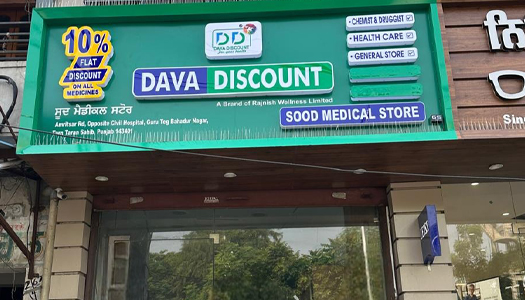 10%
FLAT
DISCOUNT
ON ALL
MEDICINES
DD
DAVA DISCOUNT
DAVA DISCOUNT
A Brand of Rajnish Wellness Limited
SOOD MEDICAL STORE
CHEMIST & DRUGGIST
HEALTH CARE
GENERAL STORE
ਸੂਦ ਮੈਡੀਕਲ ਸਟੋਰ
Amritsar Rd, Opposite Civil Hospital, Guru Teg Bahadur Nagar,
Tarn Taran Sahib, Punjab 143401
DD
ਨਿ
Sin